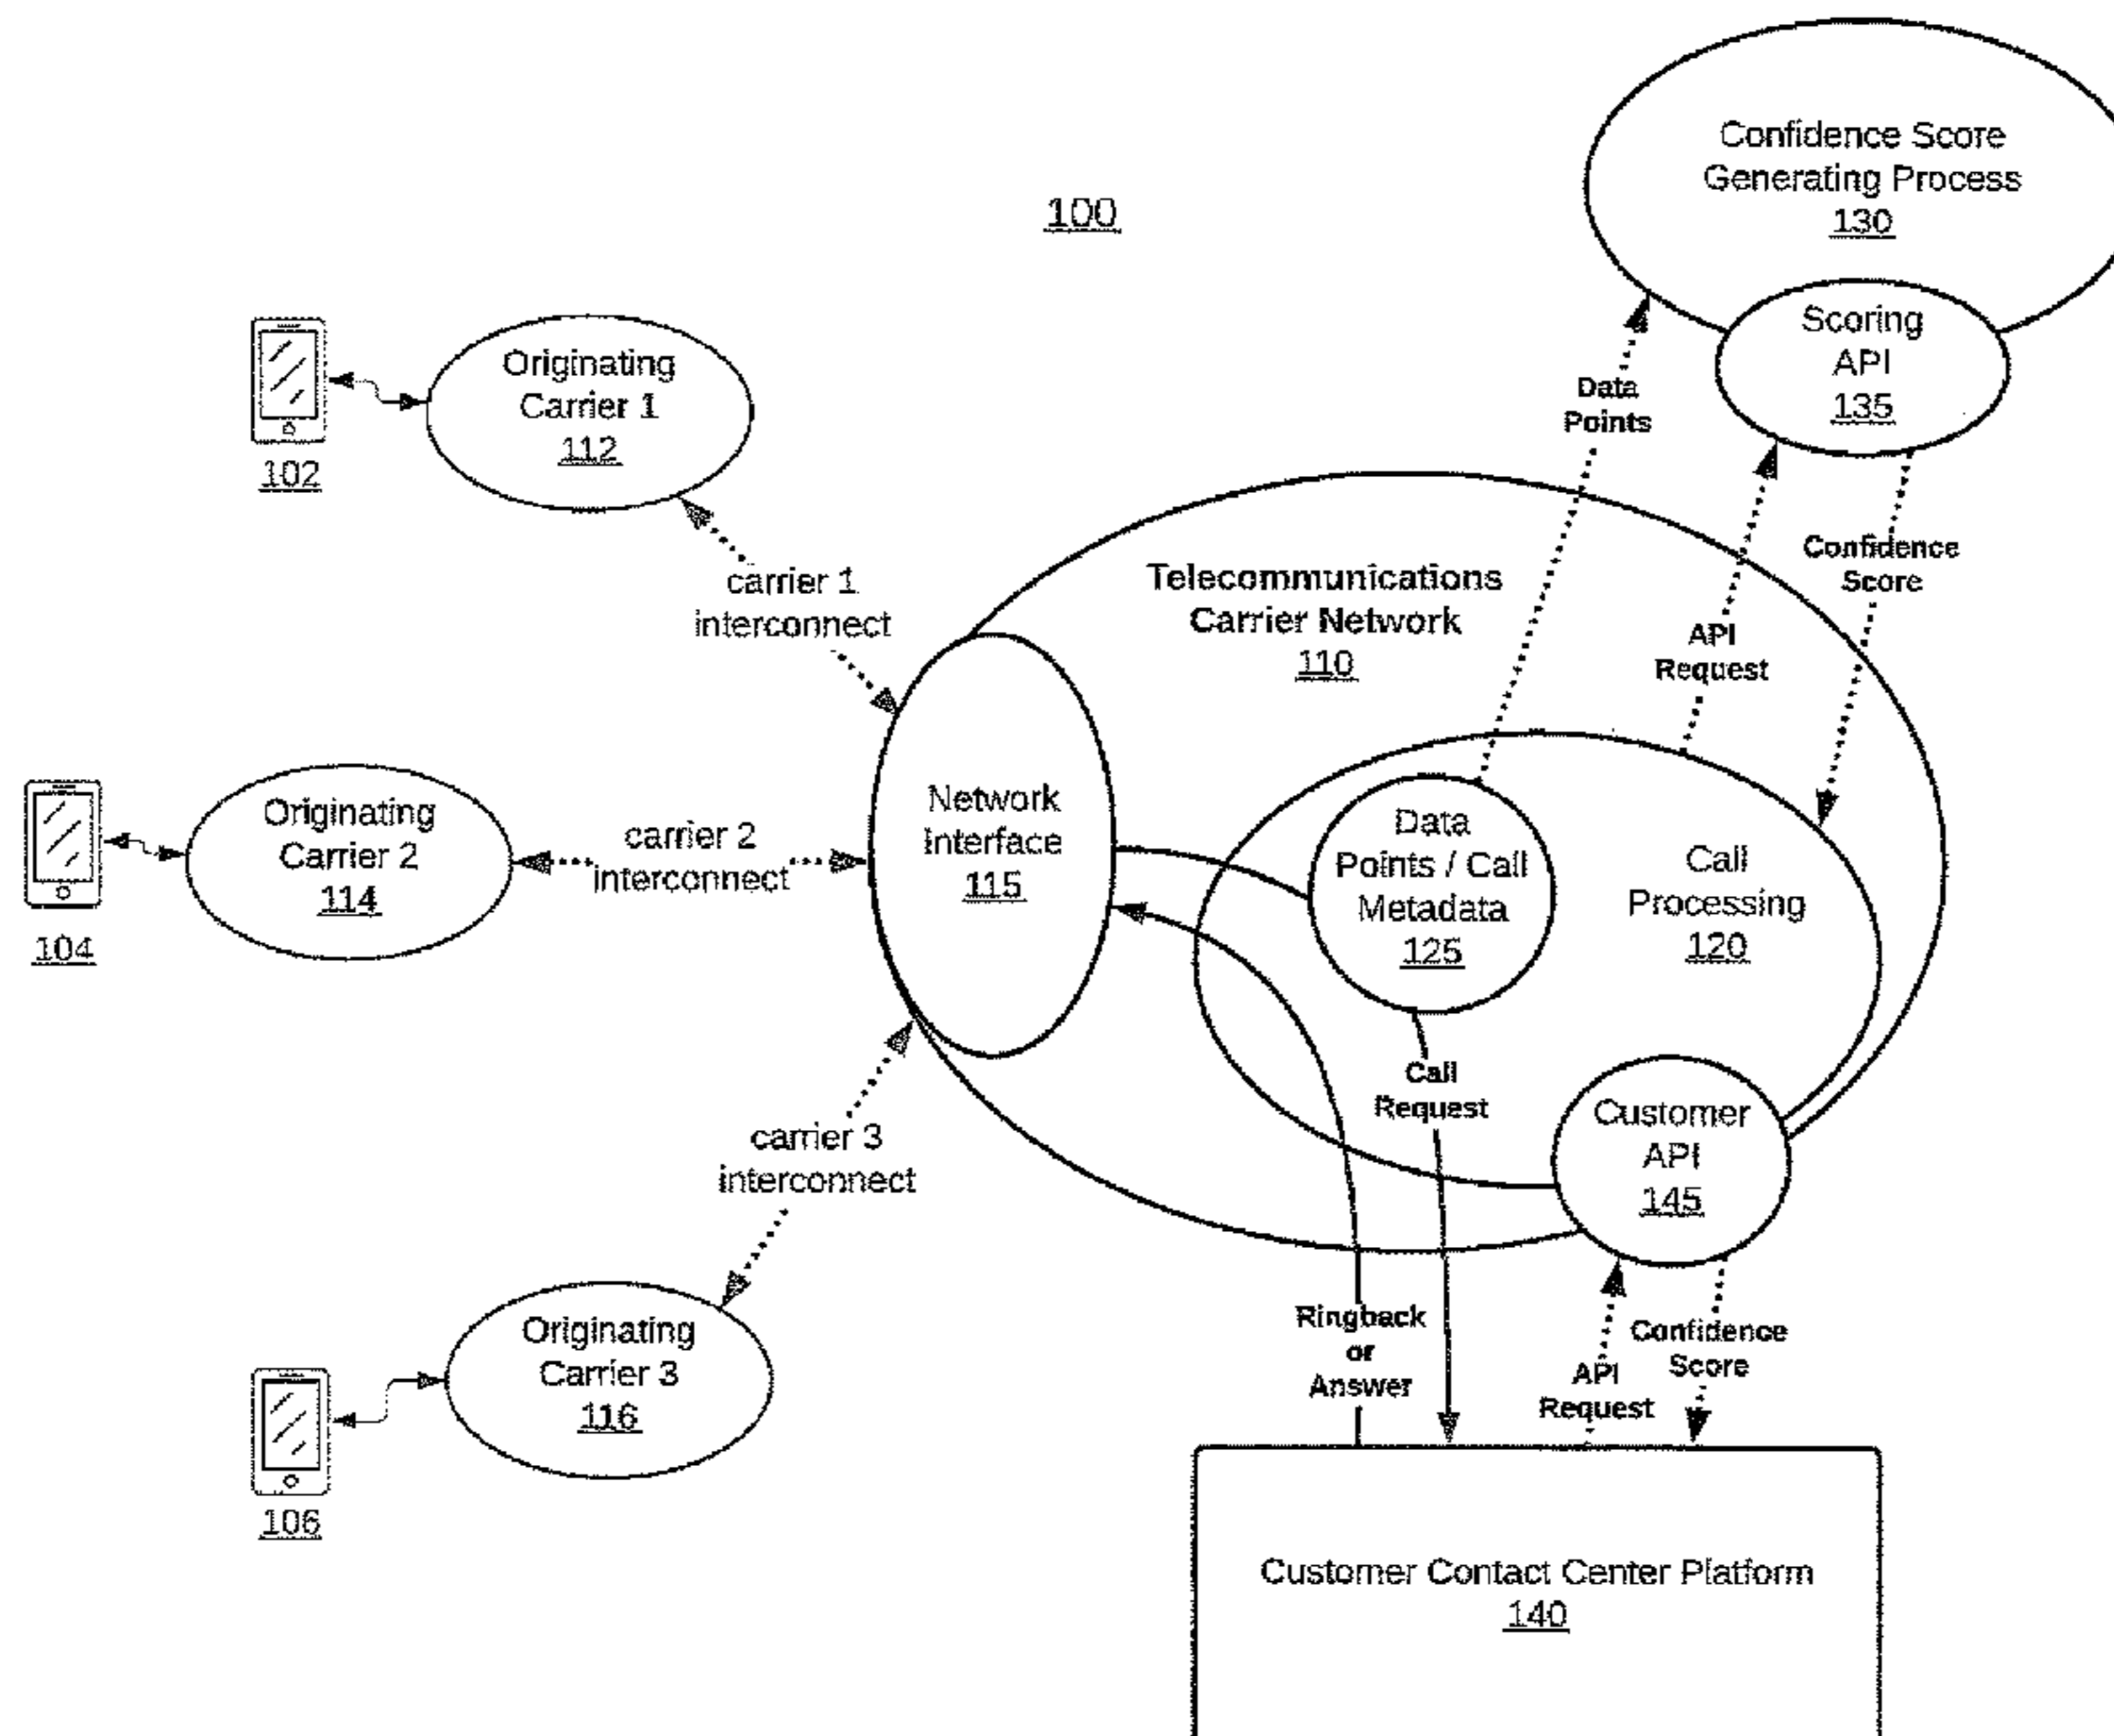 100
Confidence Score
Generating Process
130
Scoring
API
135
102
Originating
Carrier 1
112
carrier 1
interconnect
Data
Points
Confidence
Score
API
Request
Telecommunications
Carrier Network
110
104
Originating
Carrier 2
114
carrier 2
interconnect
Network
Interface
115
Data
Points / Call
Metadata
125
Call
Processing
120
Call
Request
Customer
API
145
carrier 3
interconnect
106
Originating
Carrier 3
116
Ringback
or
Answer
API
Request
Confidence
Score
Customer Contact Center Platform
140